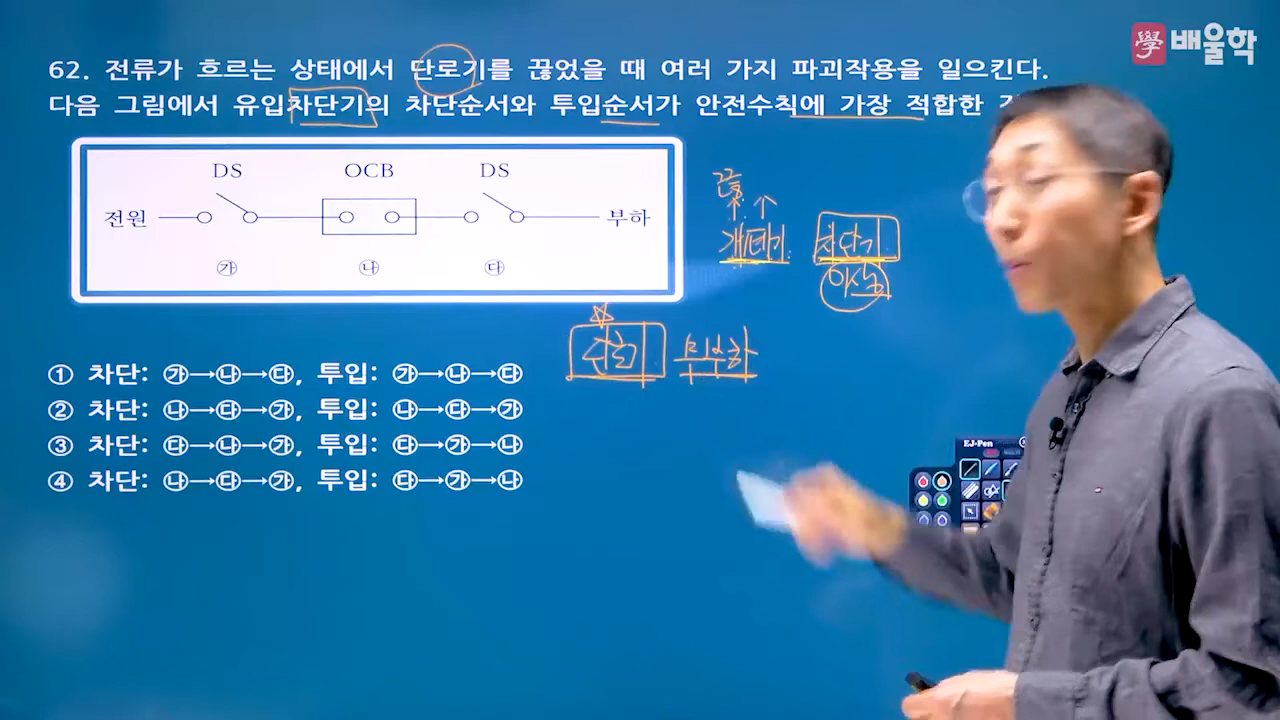 學 배울학
62. 전류가 흐르는 상태에서 단로기를 끊었을 때 여러 가지 파괴작용을 일으킨다.
다음 그림에서 유입차단기의 차단순서와 투입순서가 안전수칙에 가장 적합한
DS OCB DS
전원 부하
㉮ ㉯ ㉰
개폐기 차단기
이상
단로기 무부하
① 차단: ㉮→㉯→㉰, 투입: ㉮→㉯→㉰
② 차단: ㉯→㉰→㉮, 투입: ㉯→㉰→㉮
③ 차단: ㉰→㉯→㉮, 투입: ㉰→㉮→㉯
④ 차단: ㉯→㉰→㉮, 투입: ㉰→㉮→㉯
EJ-Pen